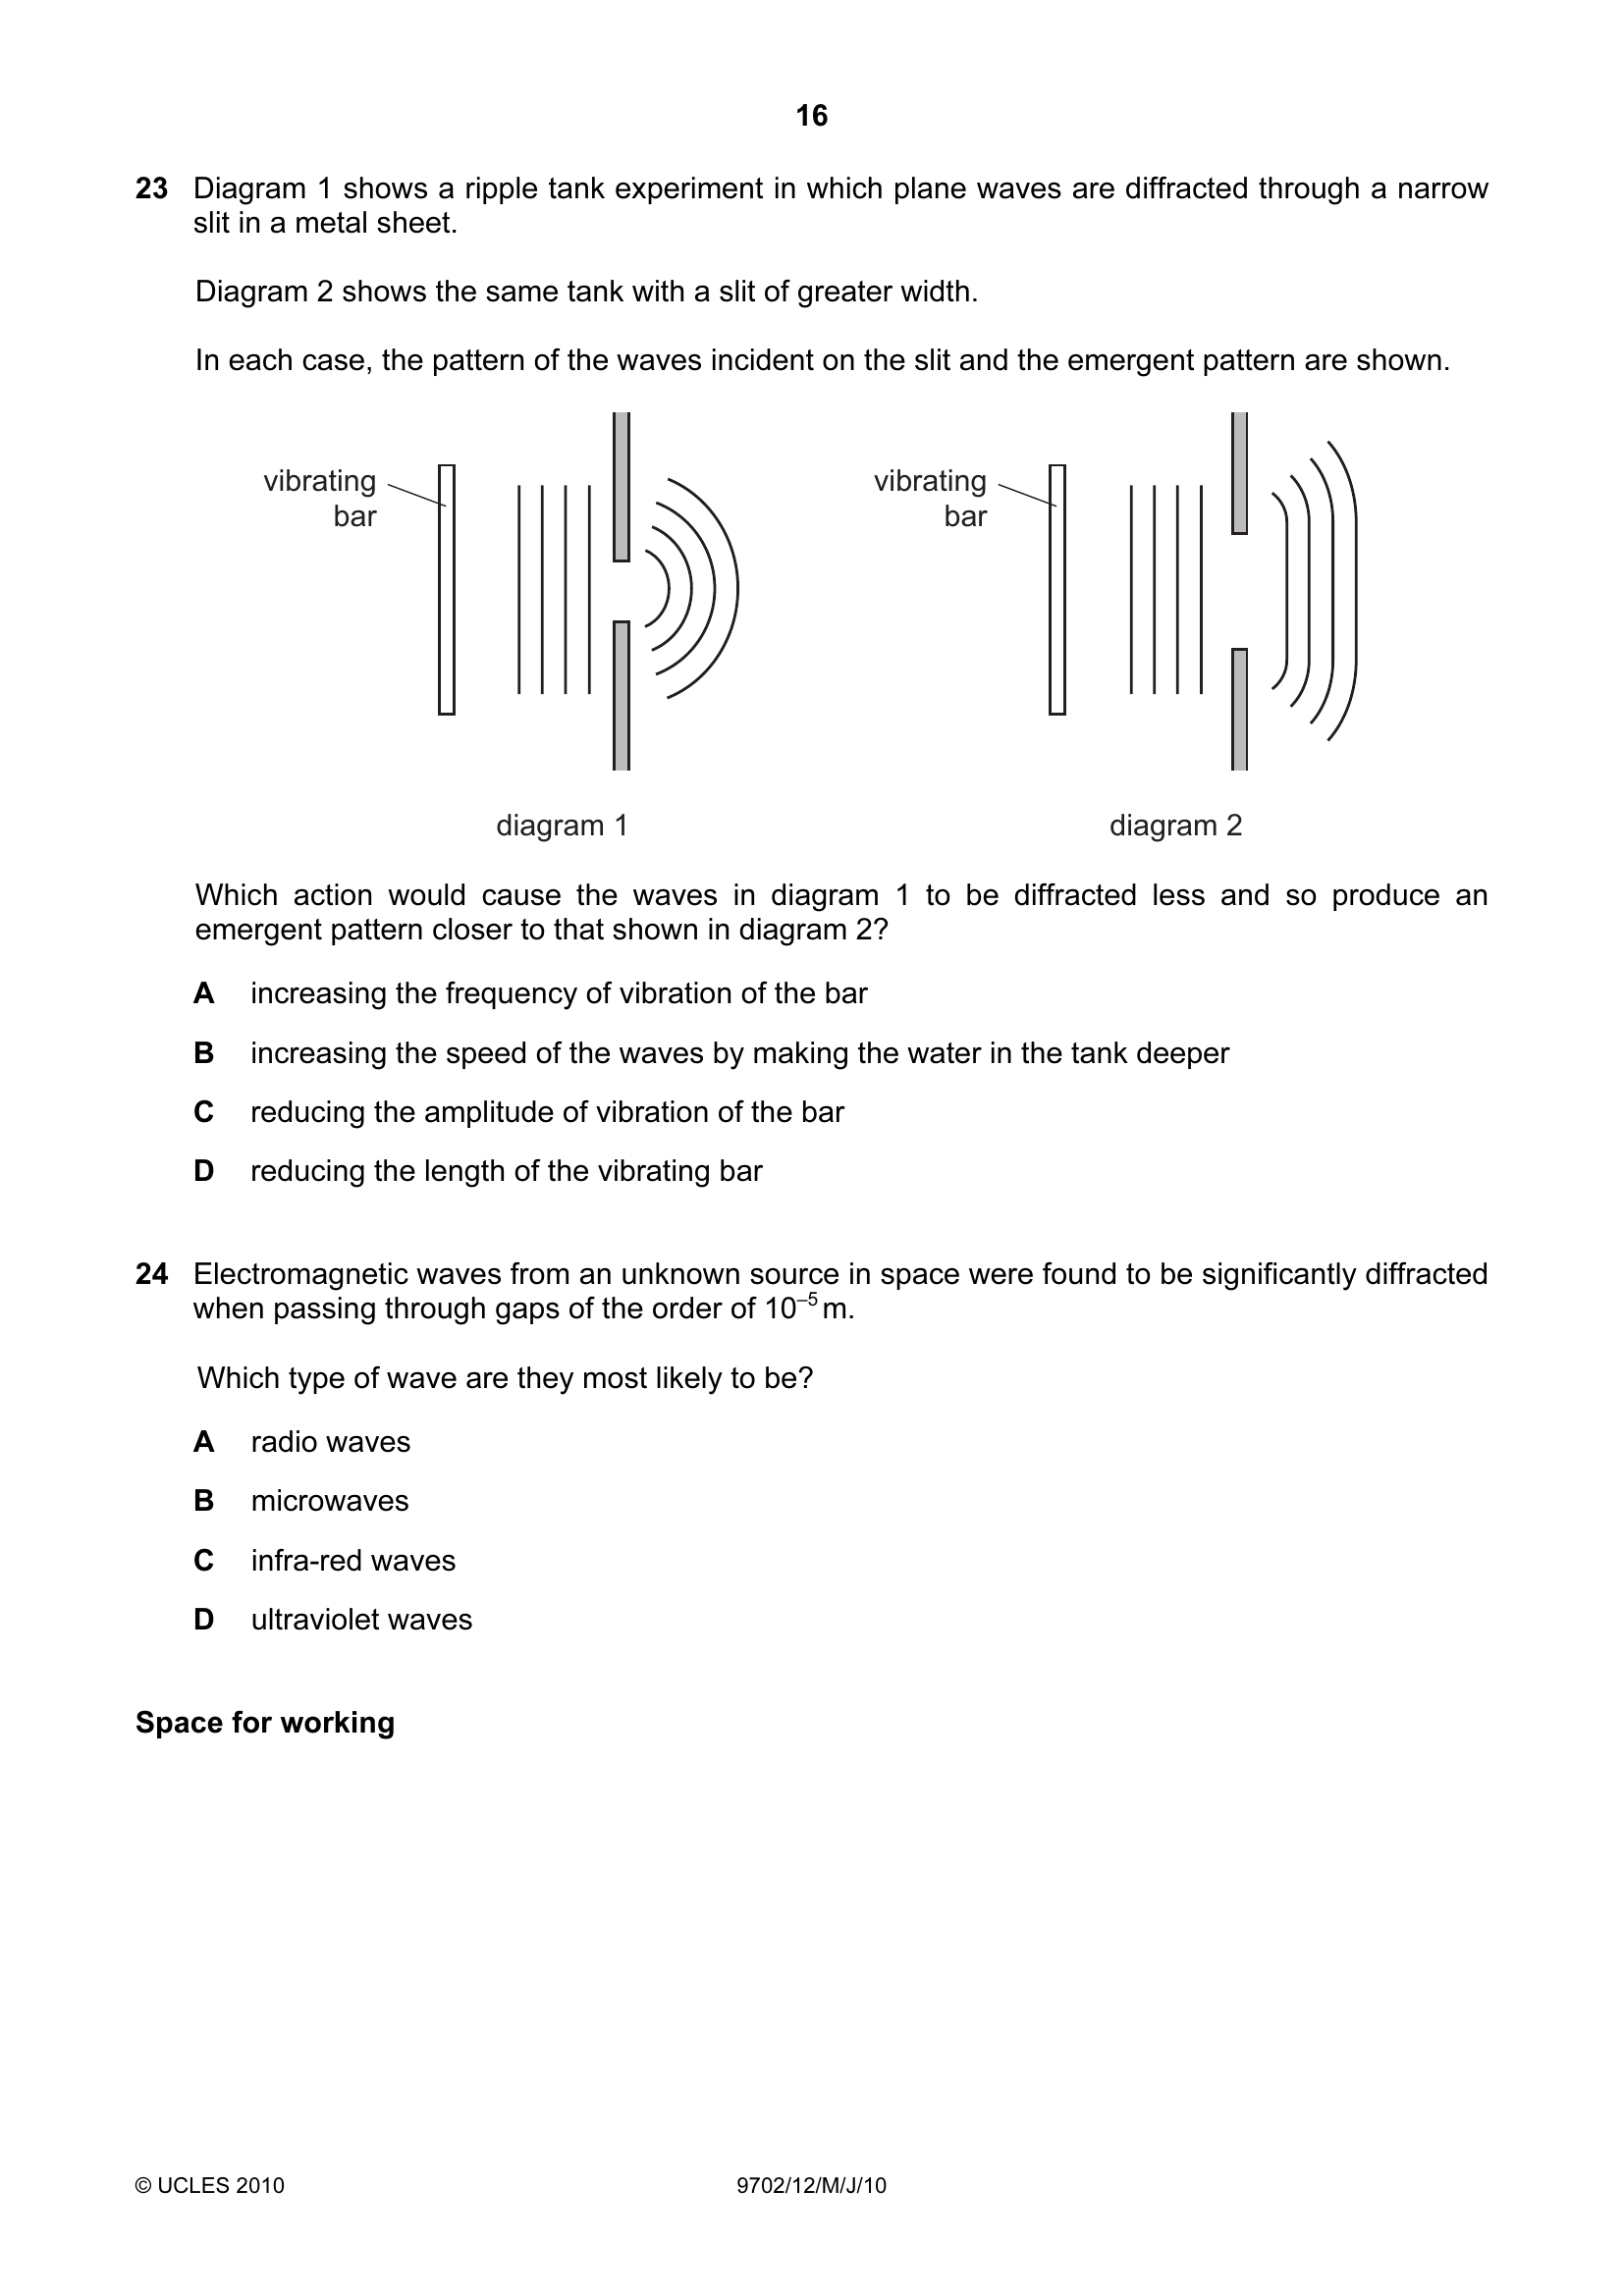 16
23 Diagram 1 shows a ripple tank experiment in which plane waves are diffracted through a narrow
slit in a metal sheet.
Diagram 2 shows the same tank with a slit of greater width.
In each case, the pattern of the waves incident on the slit and the emergent pattern are shown.
vibrating
bar
vibrating
bar
diagram 1
diagram 2
Which action would cause the waves in diagram 1 to be diffracted less and so produce an
emergent pattern closer to that shown in diagram 2?
A increasing the frequency of vibration of the bar
B increasing the speed of the waves by making the water in the tank deeper
C reducing the amplitude of vibration of the bar
D reducing the length of the vibrating bar
24 Electromagnetic waves from an unknown source in space were found to be significantly diffracted
when passing through gaps of the order of 10⁻⁵ m.
Which type of wave are they most likely to be?
A radio waves
B microwaves
C infra-red waves
D ultraviolet waves
Space for working
© UCLES 2010
9702/12/M/J/10